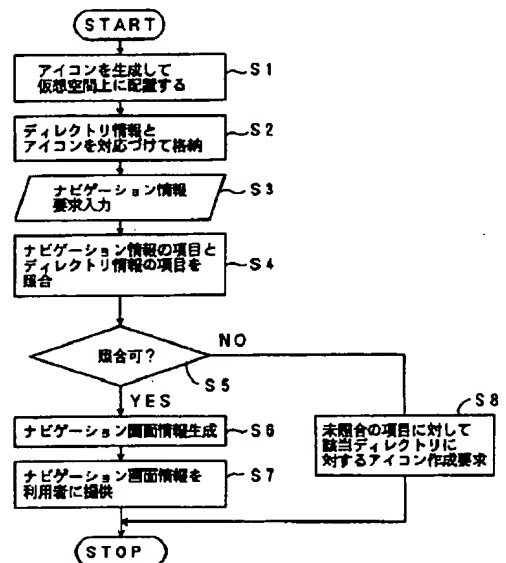 START
アイコンを生成して
仮想空間上に配置する
S1
ディレクトリ情報と
アイコンを対応づけて格納
S2
ナビゲーション情報
要求入力
S3
ナビゲーション情報の項目と
ディレクトリ情報の項目を
照合
S4
照合可?
NO
S5
YES
ナビゲーション画面情報生成
S6
ナビゲーション画面情報を
利用者に提供
S7
S8
未照合の項目に対して
該当ディレクトリに
対するアイコン作成要求
STOP